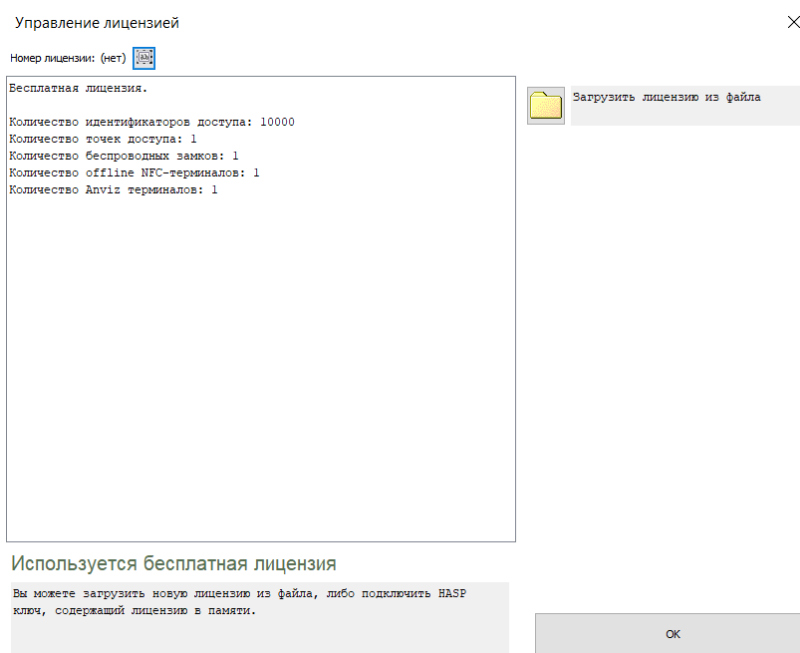 Управление лицензией
Номер лицензии: (нет)
Бесплатная лицензия.
Количество идентификаторов доступа: 10000
Количество точек доступа: 1
Количество беспроводных замков: 1
Количество offline NFC-терминалов: 1
Количество Anviz терминалов: 1
Загрузить лицензию из файла
Используется бесплатная лицензия
Вы можете загрузить новую лицензию из файла, либо подключить HASP
ключ, содержащий лицензию в памяти.
OK